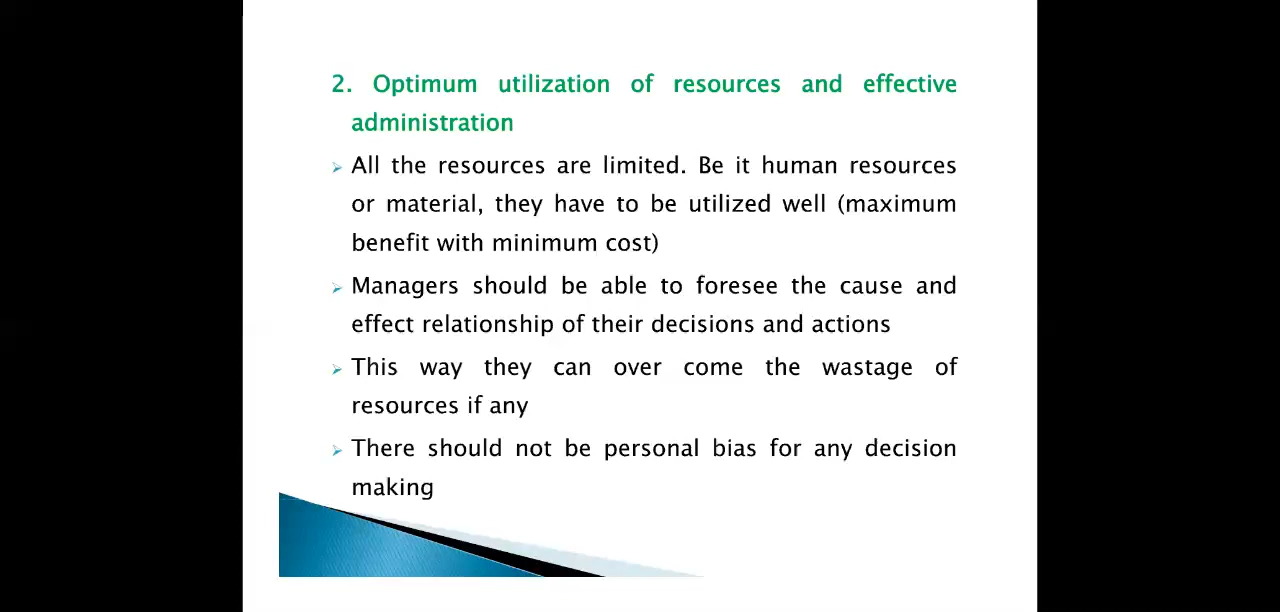 2. Optimum utilization of resources and effective
administration
All the resources are limited. Be it human resources
or material, they have to be utilized well (maximum
benefit with minimum cost)
Managers should be able to foresee the cause and
effect relationship of their decisions and actions
This way they can over come the wastage of
resources if any
There should not be personal bias for any decision
making